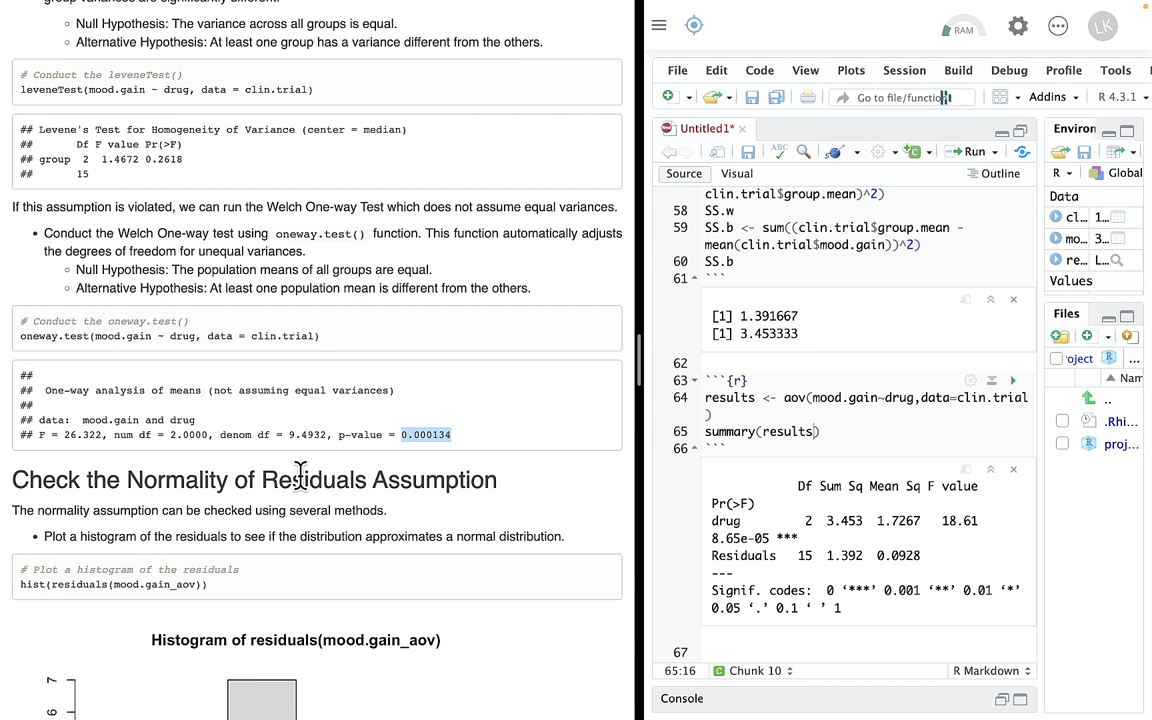 group variances are significantly different.
Null Hypothesis: The variance across all groups is equal.
Alternative Hypothesis: At least one group has a variance different from the others.
# Conduct the leveneTest()
leveneTest(mood.gain ~ drug, data = clin.trial)
## Levene's Test for Homogeneity of Variance (center = median)
## Df F value Pr(>F)
## group 2 1.4672 0.2618
## 15
If this assumption is violated, we can run the Welch One-way Test which does not assume equal variances.
Conduct the Welch One-way test using oneway.test() function. This function automatically adjusts
the degrees of freedom for unequal variances.
Null Hypothesis: The population means of all groups are equal.
Alternative Hypothesis: At least one population mean is different from the others.
# Conduct the oneway.test()
oneway.test(mood.gain ~ drug, data = clin.trial)
##
## One-way analysis of means (not assuming equal variances)
##
## data: mood.gain and drug
## F = 26.322, num df = 2.0000, denom df = 9.4932, p-value = 0.000134
Check the Normality of Residuals Assumption
The normality assumption can be checked using several methods.
Plot a histogram of the residuals to see if the distribution approximates a normal distribution.
# Plot a histogram of the residuals
hist(residuals(mood.gain_aov))
Histogram of residuals(mood.gain_aov)
7
6
RAM
LK
File Edit Code View Plots Session Build Debug Profile Tools
Go to file/function
Addins
R 4.3.1
Untitled1*
ABC
Run
Source Visual
Outline
clin.trial$group.mean)^2)
58 SS.w
59 SS.b <- sum((clin.trial$group.mean -
mean(clin.trial$mood.gain))^2)
60 SS.b
61 ```
[1] 1.391667
[1] 3.453333
62
63 ```{r}
64 results <- aov(mood.gain~drug,data=clin.trial
)
65 summary(results)
66 ```
Df Sum Sq Mean Sq F value
Pr(>F)
drug 2 3.453 1.7267 18.61
8.65e-05 ***
Residuals 15 1.392 0.0928
---
Signif. codes: 0 ‘***’ 0.001 ‘**’ 0.01 ‘*’
0.05 ‘.’ 0.1 ‘ ’ 1
67
65:16 Chunk 10 R Markdown
Console
Environ
R Global
Data
cl... 1...
mo... 3...
re... L...
Values
Files
roject ...
Nam
..
.Rhi...
proj...